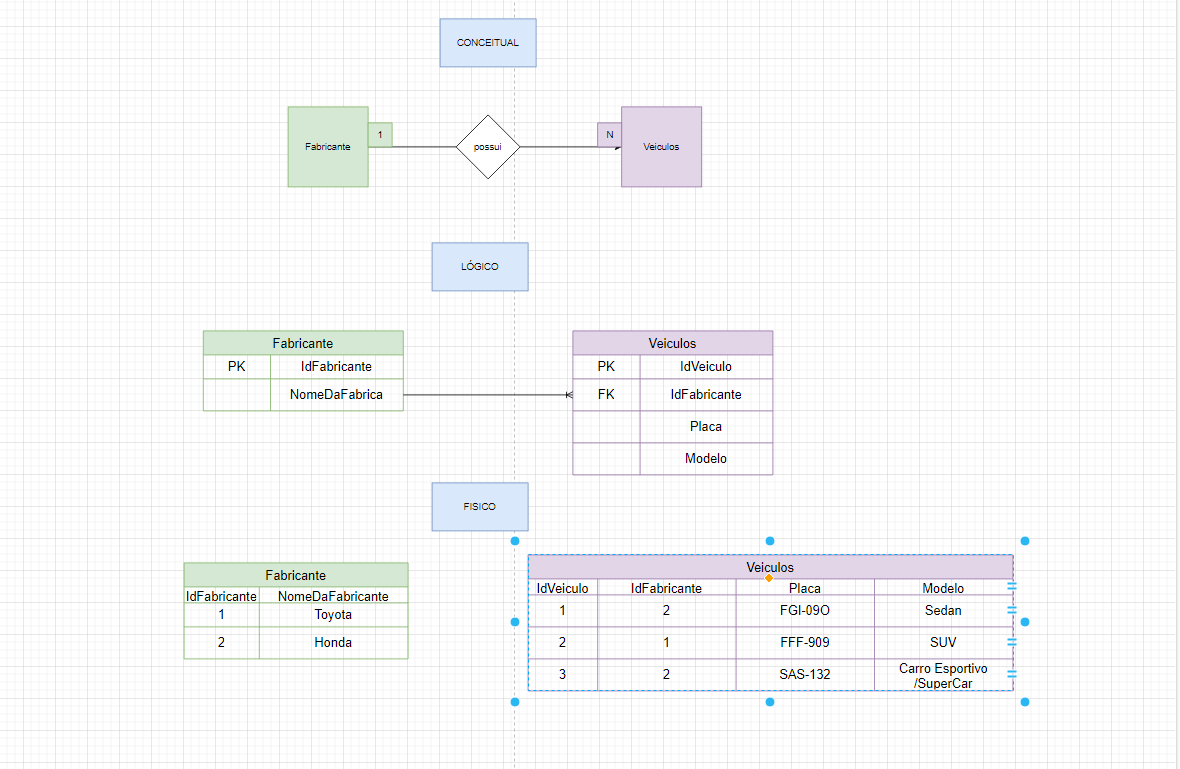 CONCEITUAL
Fabricante
1
possui
N
Veiculos
LÓGICO
Fabricante
PK IdFabricante
NomeDaFabrica
Veiculos
PK IdVeiculo
FK IdFabricante
Placa
Modelo
FISICO
Fabricante
IdFabricante NomeDaFabricante
1 Toyota
2 Honda
Veiculos
IdVeiculo IdFabricante Placa Modelo
1 2 FGI-09O Sedan
2 1 FFF-909 SUV
3 2 SAS-132 Carro Esportivo
/SuperCar